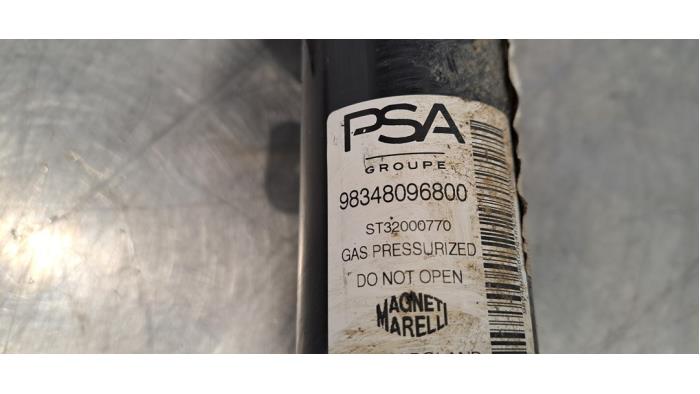 PSA
GROUPE
98348096800
ST32000770
GAS PRESSURIZED
DO NOT OPEN
MAGNETI
MARELLI